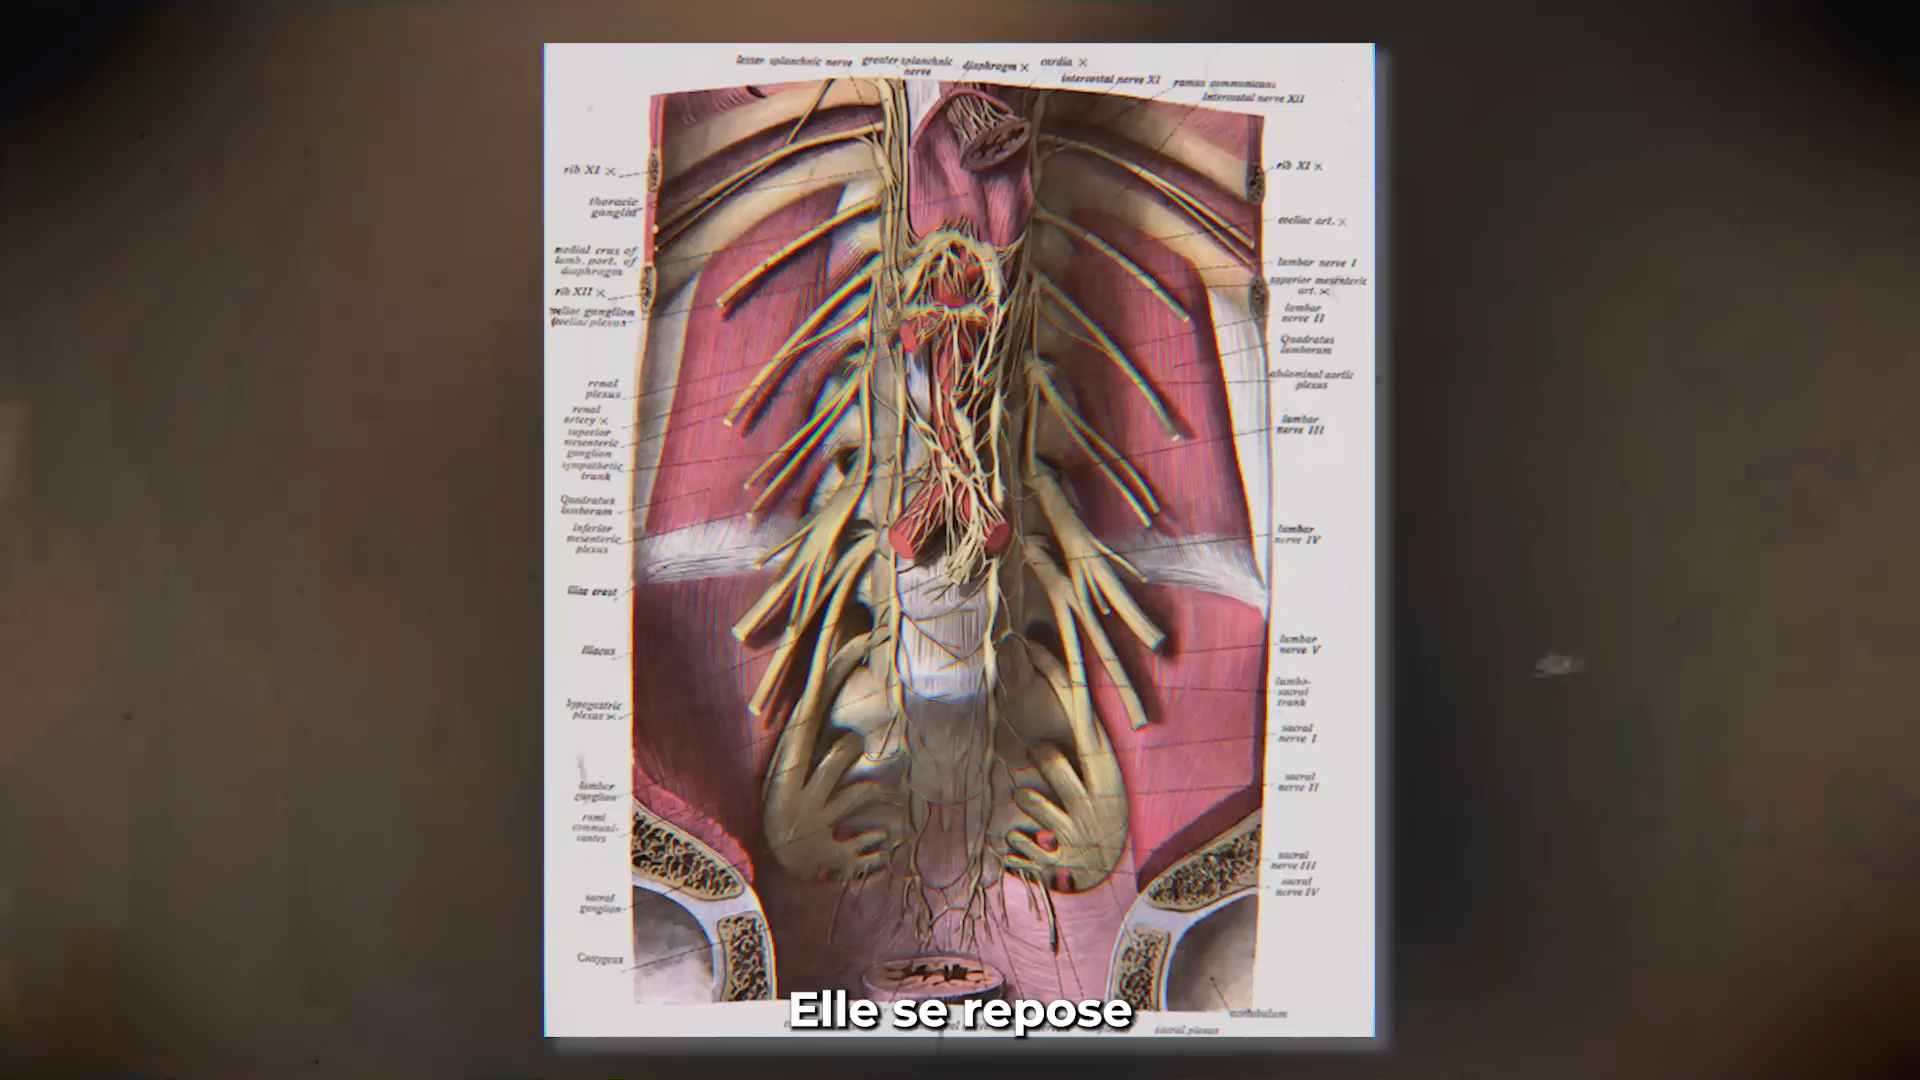 lesser splanchnic nerve
greater splanchnic
nerve
diaphragm ×
cardia ×
intercostal nerve XI
ramus communicans
intercostal nerve XII
rib XI ×
thoracic
ganglia
medial crus of
lumb. port. of
diaphragm
rib XII ×
coeliac ganglion
(coeliac plexus)
renal
plexus
renal
artery ×
superior
mesenteric
ganglion
sympathetic
trunk
Quadratus
lumborum
inferior
mesenteric
plexus
iliac crest
Iliacus
hypogastric
plexus ×
lumbar
ganglion
rami
communi-
cantes
sacral
ganglion
Coccygeus
rib XI ×
coeliac art. ×
lumbar nerve I
superior mesenteric
art. ×
lumbar
nerve II
Quadratus
lumborum
abdominal aortic
plexus
lumbar
nerve III
lumbar
nerve IV
lumbar
nerve V
lumbo-
sacral
trunk
sacral
nerve I
sacral
nerve II
sacral
nerve III
sacral
nerve IV
acetabulum
sacral plexus
Elle se repose